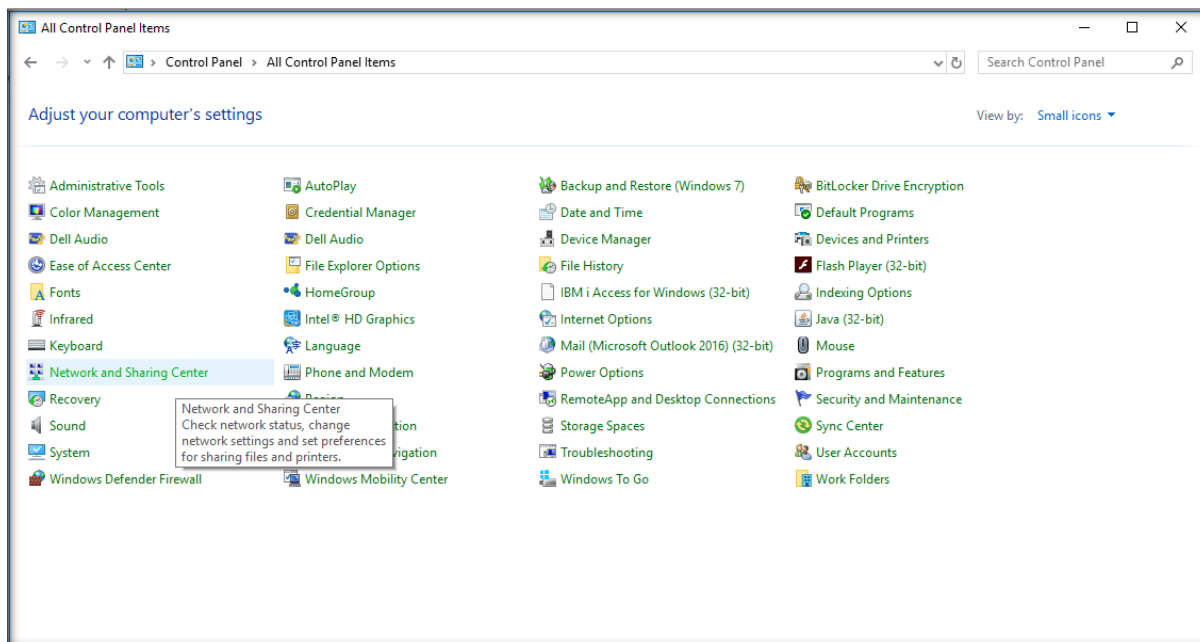 All Control Panel Items
Control Panel > All Control Panel Items
Search Control Panel
Adjust your computer's settings
View by: Small icons
Administrative Tools
AutoPlay
Backup and Restore (Windows 7)
BitLocker Drive Encryption
Color Management
Credential Manager
Date and Time
Default Programs
Dell Audio
Dell Audio
Device Manager
Devices and Printers
Ease of Access Center
File Explorer Options
File History
Flash Player (32-bit)
Fonts
HomeGroup
IBM i Access for Windows (32-bit)
Indexing Options
Infrared
Intel® HD Graphics
Internet Options
Java (32-bit)
Keyboard
Language
Mail (Microsoft Outlook 2016) (32-bit)
Mouse
Network and Sharing Center
Phone and Modem
Power Options
Programs and Features
Recovery
RemoteApp and Desktop Connections
Security and Maintenance
Network and Sharing Center
Check network status, change
network settings and set preferences
for sharing files and printers.
Sound
Storage Spaces
Sync Center
System
Troubleshooting
User Accounts
Windows Defender Firewall
Windows Mobility Center
Windows To Go
Work Folders